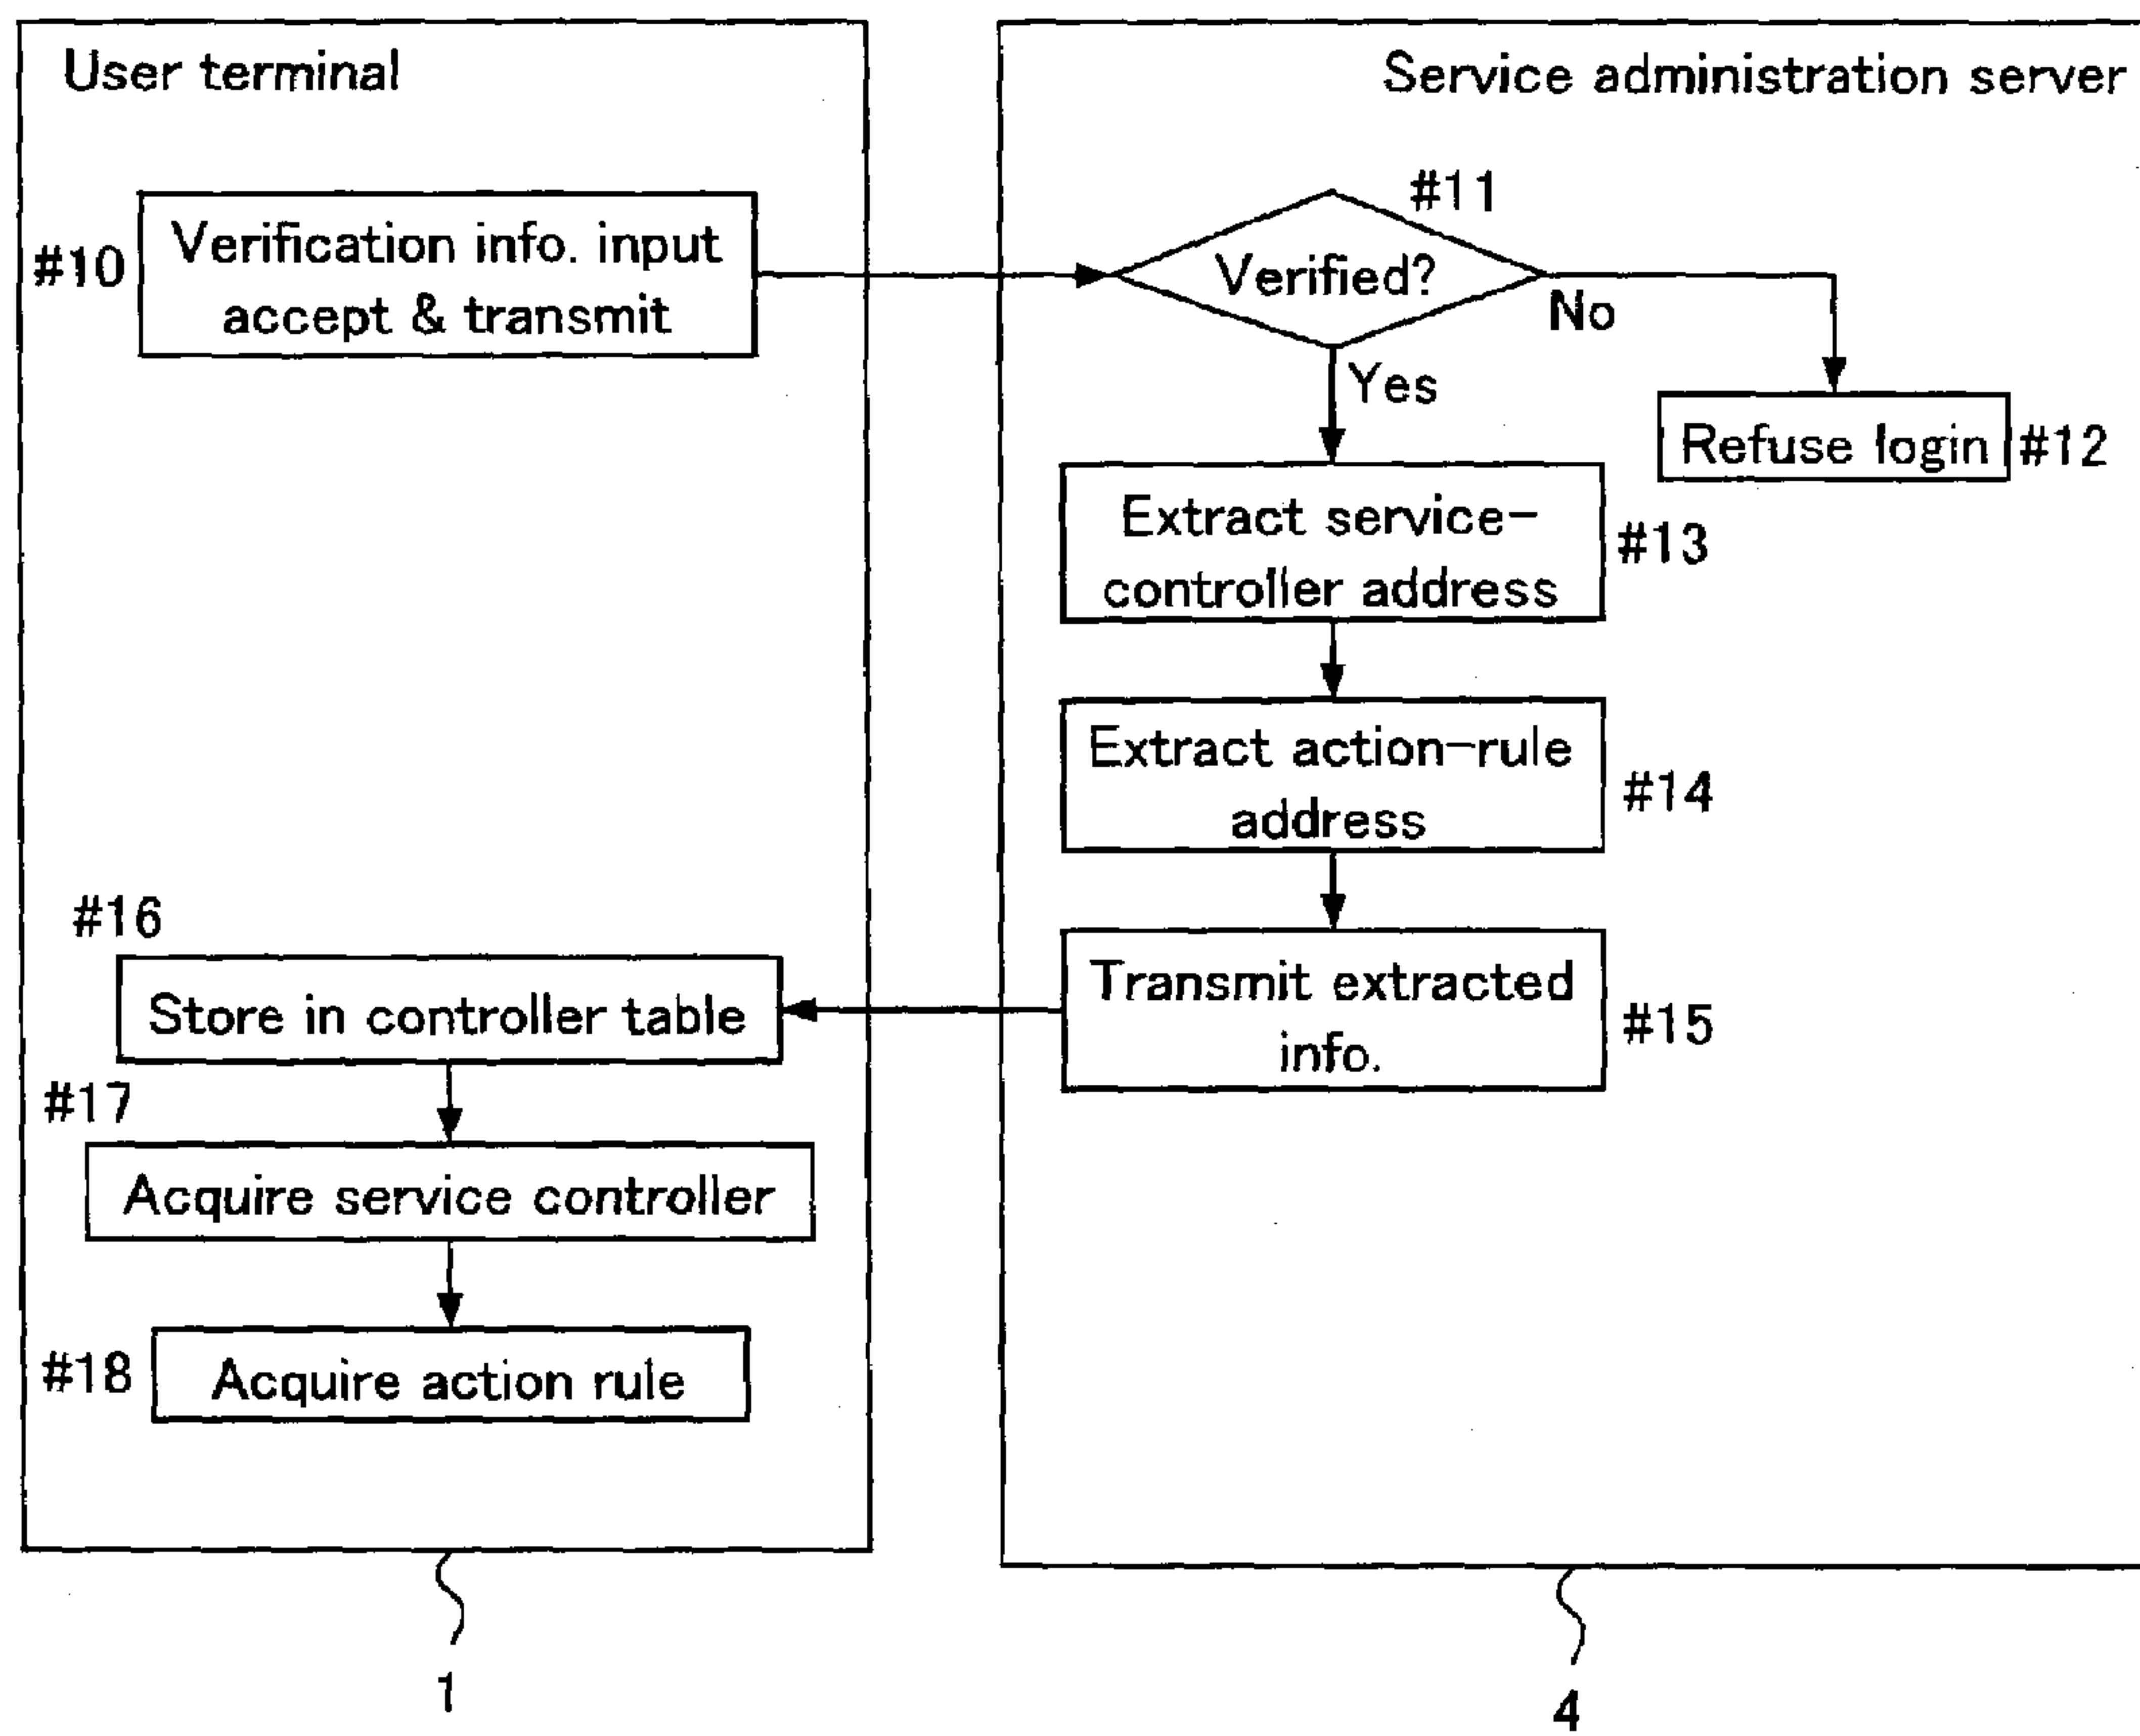 User terminal
Service administration server
#10
Verification info. input
accept & transmit
#11
Verified?
No
Yes
Refuse login
#12
Extract service-
controller address
#13
Extract action-rule
address
#14
Transmit extracted
info.
#15
#16
Store in controller table
#17
Acquire service controller
#18
Acquire action rule
1
4